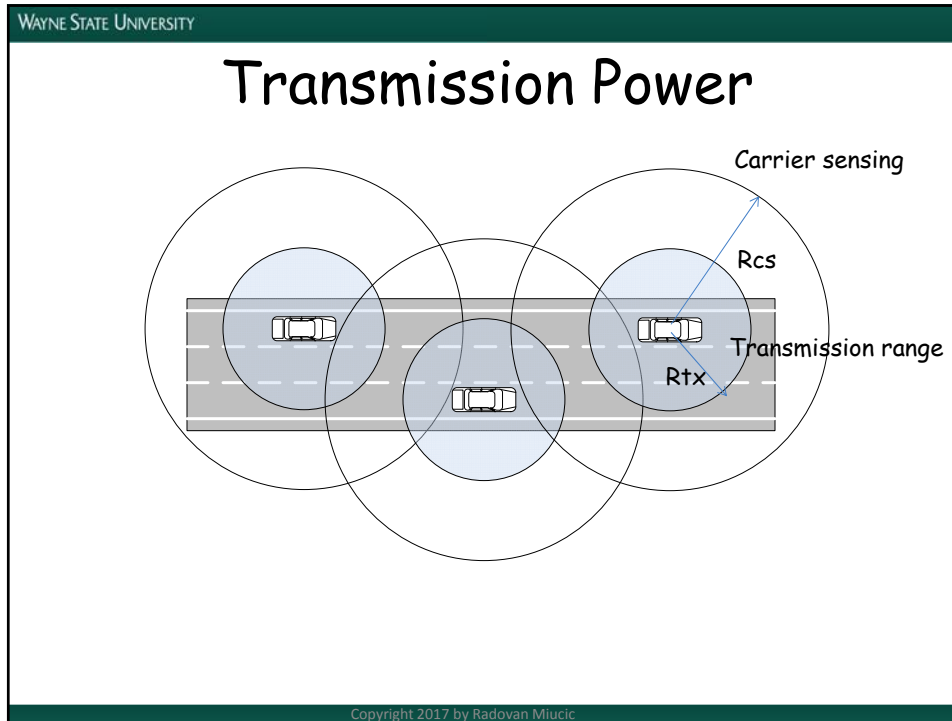 WAYNE STATE UNIVERSITY
Transmission Power
Carrier sensing
Rcs
Transmission range
Rtx
Copyright 2017 by Radovan Miucic